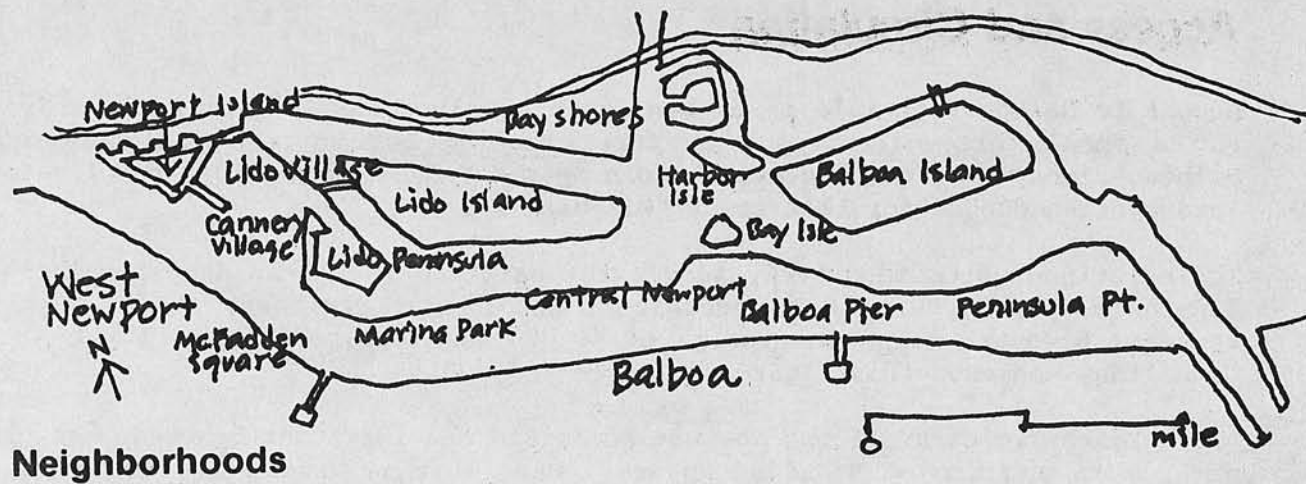 Newport Island
Bay shores
Lido Village
Lido Island
Harbor
Isle
Balboa Island
Cannery
Village
Lido Peninsula
Bay Isle
West
Newport
N
McFadden
Square
Marina Park
Central Newport
Balboa Pier
Peninsula Pt.
Balboa
mile
Neighborhoods